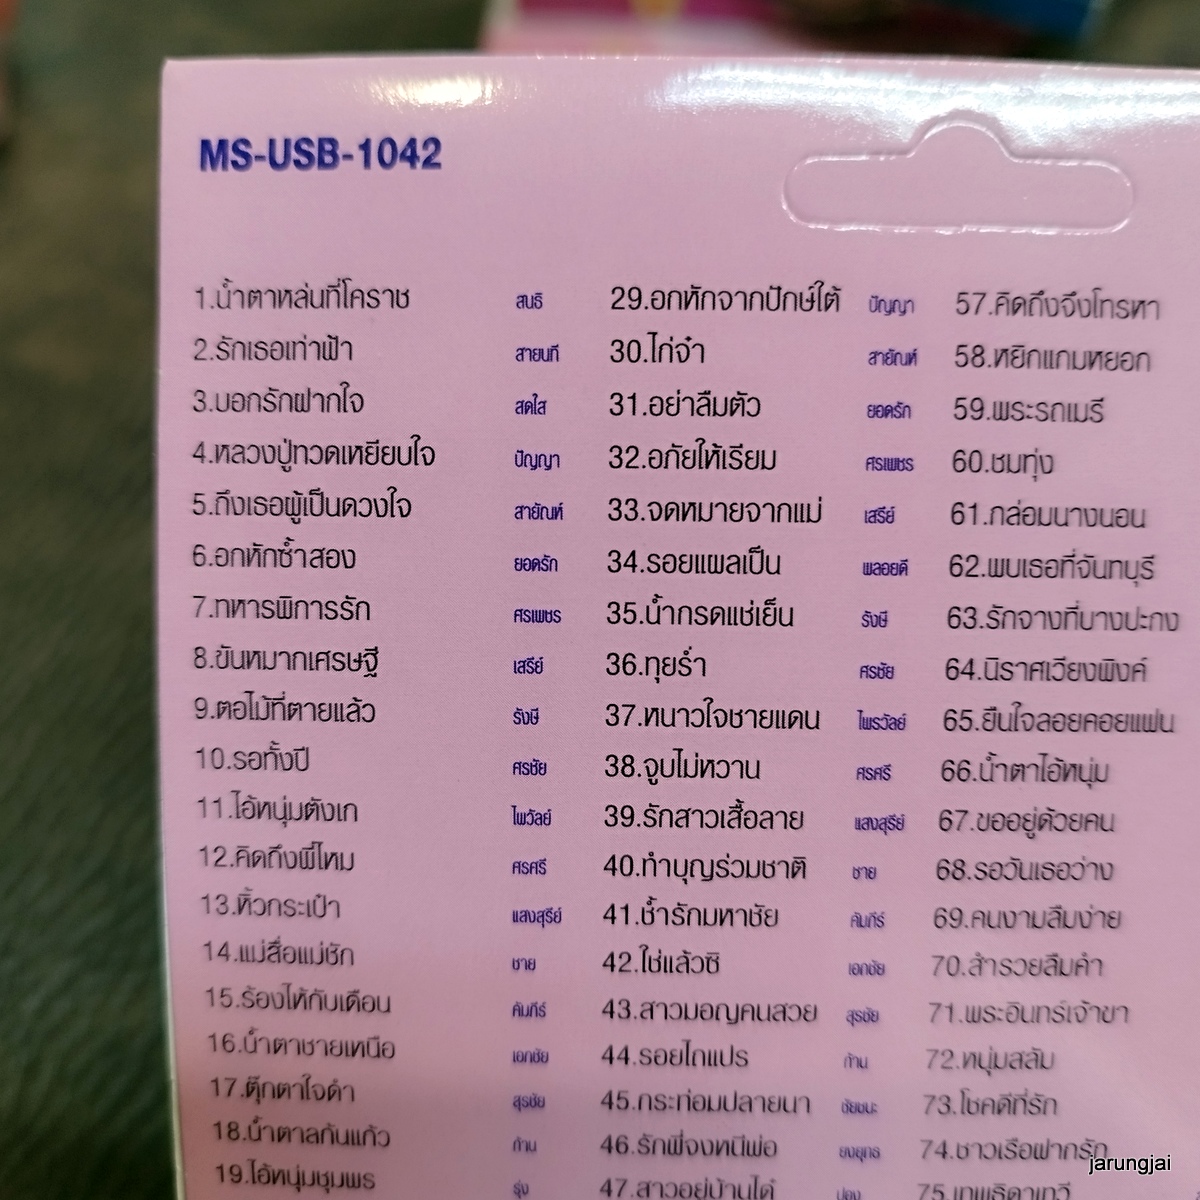 MS-USB-1042
1.น้ำตาหล่นที่โคราช สนธิ
2.รักเธอเท่าฟ้า สายนที
3.บอกรักฝากใจ สดใส
4.หลวงปู่ทวดเหยียบใจ ปัญญา
5.ถึงเธอผู้เป็นดวงใจ สายัณห์
6.อกหักซ้ำสอง ยอดรัก
7.ทหารพิการรัก ศรเพชร
8.ขันหมากเศรษฐี เสรีย์
9.ตอไม้ที่ตายแล้ว รังษี
10.รอทั้งปี ศรชัย
11.ไอ้หนุ่มตังเก ไพวัลย์
12.คิดถึงพี่ไหม ศรศรี
13.หิ้วกระเป๋า แสงสุรีย์
14.แม่สื่อแม่ชัก ชาย
15.ร้องไห้กับเดือน คัมภีร์
16.น้ำตาชายเหนือ เอกชัย
17.ตุ๊กตาใจดำ สุรชัย
18.น้ำตาลก้นแก้ว ก้าน
19.ไอ้หนุ่มชุมพร รุ่ง
29.อกหักจากปักษ์ใต้ ปัญญา
30.ไก่จ๋า สายัณห์
31.อย่าลืมตัว ยอดรัก
32.อภัยให้เรียม ศรเพชร
33.จดหมายจากแม่ เสรีย์
34.รอยแผลเป็น พลอยดี
35.น้ำกรดแช่เย็น รังษี
36.ทุยร่ำ ศรชัย
37.หนาวใจชายแดน ไพรวัลย์
38.จูบไม่หวาน ศรศรี
39.รักสาวเสื้อลาย แสงสุรีย์
40.ทำบุญร่วมชาติ ชาย
41.ช้ำรักมหาชัย คัมภีร์
42.ใช่แล้วซิ เอกชัย
43.สาวมอญคนสวย สุรชัย
44.รอยไถแปร ก้าน
45.กระท่อมปลายนา ชัยชนะ
46.รักพี่จงหนีพ่อ ยงยุทธ
47.สาวอยู่บ้านใต้
57.คิดถึงจึงโทรหา
58.หยิกแกมหยอก
59.พระรถเมรี
60.ชมทุ่ง
61.กล่อมนางนอน
62.พบเธอที่จันทบุรี
63.รักจางที่บางปะกง
64.นิราศเวียงพิงค์
65.ยืนใจลอยคอยแฟน
66.น้ำตาไอ้หนุ่ม
67.ขออยู่ด้วยคน
68.รอวันเธอว่าง
69.คนงามลืมง่าย
70.สำรวยลืมคำ
71.พระอินทร์เจ้าขา
72.หนุ่มสลัม
73.โชคดีที่รัก
74.ชาวเรือฝากรัก
75.เทพธิดาเทวี
jarungjai